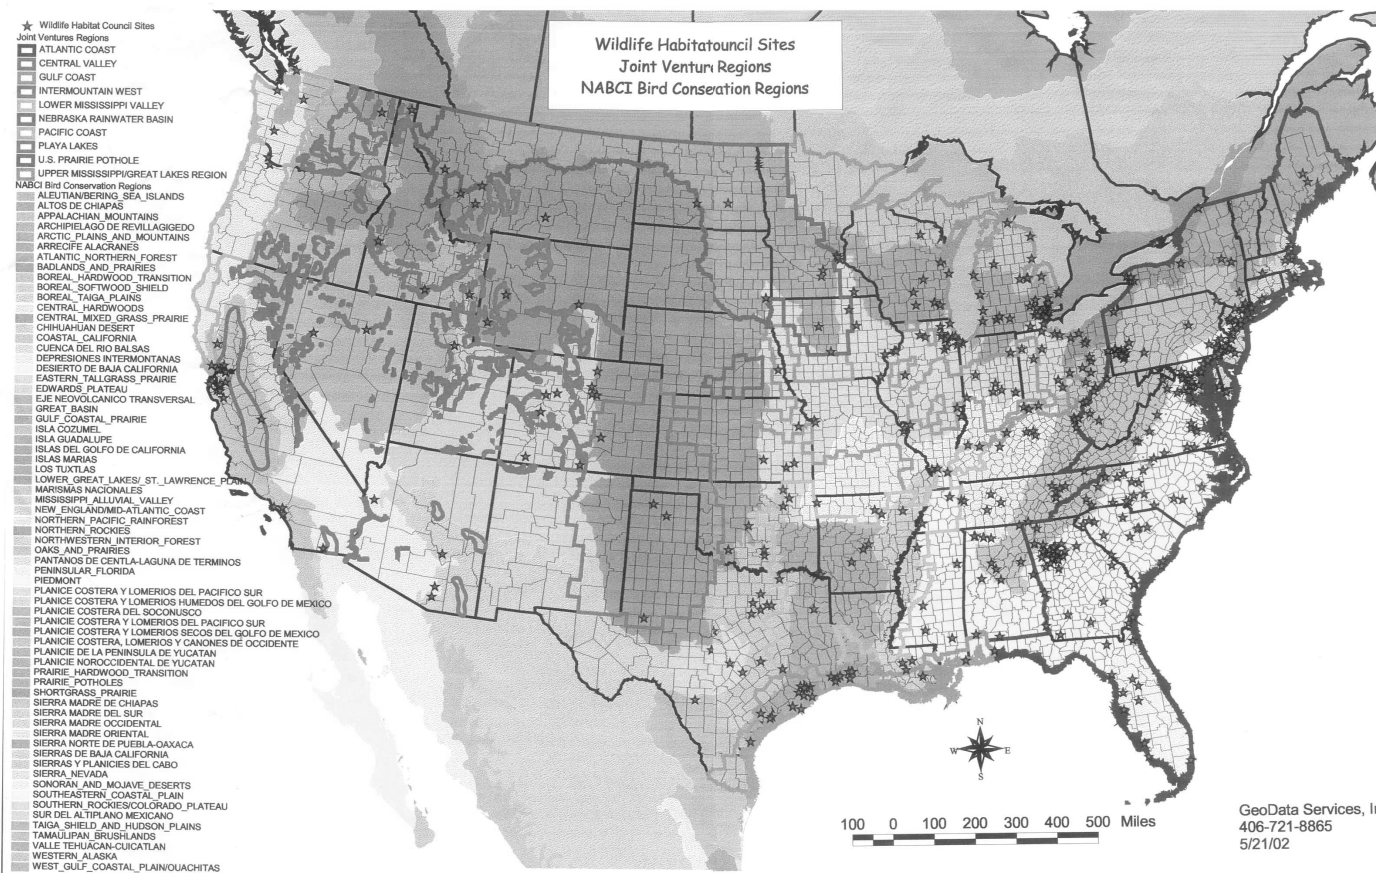 Wildlife Habitat Council Sites
Joint Ventures Regions
ATLANTIC COAST
CENTRAL VALLEY
GULF COAST
INTERMOUNTAIN WEST
LOWER MISSISSIPPI VALLEY
NEBRASKA RAINWATER BASIN
PACIFIC COAST
PLAYA LAKES
U.S. PRAIRIE POTHOLE
UPPER MISSISSIPPI/GREAT LAKES REGION
NABCI Bird Conservation Regions
ALEUTIAN/BERING_SEA_ISLANDS
ALTOS DE CHIAPAS
APPALACHIAN_MOUNTAINS
ARCHIPIELAGO DE REVILLAGIGEDO
ARCTIC_PLAINS_AND_MOUNTAINS
ARRECIFE ALACRANES
ATLANTIC_NORTHERN_FOREST
BADLANDS_AND_PRAIRIES
BOREAL_HARDWOOD_TRANSITION
BOREAL_SOFTWOOD_SHIELD
BOREAL_TAIGA_PLAINS
CENTRAL_HARDWOODS
CENTRAL_MIXED_GRASS_PRAIRIE
CHIHUAHUAN DESERT
COASTAL_CALIFORNIA
CUENCA DEL RIO BALSAS
DEPRESIONES INTERMONTANAS
DESIERTO DE BAJA CALIFORNIA
EASTERN_TALLGRASS_PRAIRIE
EDWARDS_PLATEAU
EJE NEOVOLCANICO TRANSVERSAL
GREAT_BASIN
GULF_COASTAL_PRAIRIE
ISLA COZUMEL
ISLA GUADALUPE
ISLAS DEL GOLFO DE CALIFORNIA
ISLAS MARIAS
LOS TUXTLAS
LOWER_GREAT_LAKES/_ST._LAWRENCE_PLAIN
MARISMAS NACIONALES
MISSISSIPPI_ALLUVIAL_VALLEY
NEW_ENGLAND/MID-ATLANTIC_COAST
NORTHERN_PACIFIC_RAINFOREST
NORTHERN_ROCKIES
NORTHWESTERN_INTERIOR_FOREST
OAKS_AND_PRAIRIES
PANTANOS DE CENTLA-LAGUNA DE TERMINOS
PENINSULAR_FLORIDA
PIEDMONT
PLANICE COSTERA Y LOMERIOS DEL PACIFICO SUR
PLANICE COSTERA Y LOMERIOS HUMEDOS DEL GOLFO DE MEXICO
PLANICIE COSTERA DEL SOCONUSCO
PLANICIE COSTERA Y LOMERIOS DEL PACIFICO SUR
PLANICIE COSTERA Y LOMERIOS SECOS DEL GOLFO DE MEXICO
PLANICIE COSTERA, LOMERIOS Y CANONES DE OCCIDENTE
PLANICIE DE LA PENINSULA DE YUCATAN
PLANICIE NOROCCIDENTAL DE YUCATAN
PRAIRIE_HARDWOOD_TRANSITION
PRAIRIE_POTHOLES
SHORTGRASS_PRAIRIE
SIERRA MADRE DE CHIAPAS
SIERRA MADRE DEL SUR
SIERRA MADRE OCCIDENTAL
SIERRA MADRE ORIENTAL
SIERRA NORTE DE PUEBLA-OAXACA
SIERRAS DE BAJA CALIFORNIA
SIERRAS Y PLANICIES DEL CABO
SIERRA_NEVADA
SONORAN_AND_MOJAVE_DESERTS
SOUTHEASTERN_COASTAL_PLAIN
SOUTHERN_ROCKIES/COLORADO_PLATEAU
SUR DEL ALTIPLANO MEXICANO
TAIGA_SHIELD_AND_HUDSON_PLAINS
TAMAULIPAN_BRUSHLANDS
VALLE TEHUACAN-CUICATLAN
WESTERN_ALASKA
WEST_GULF_COASTAL_PLAIN/OUACHITAS
Wildlife Habitatouncil Sites
Joint Ventur Regions
NABCI Bird Conseation Regions
N
W E
S
100 0 100 200 300 400 500 Miles
GeoData Services, In
406-721-8865
5/21/02